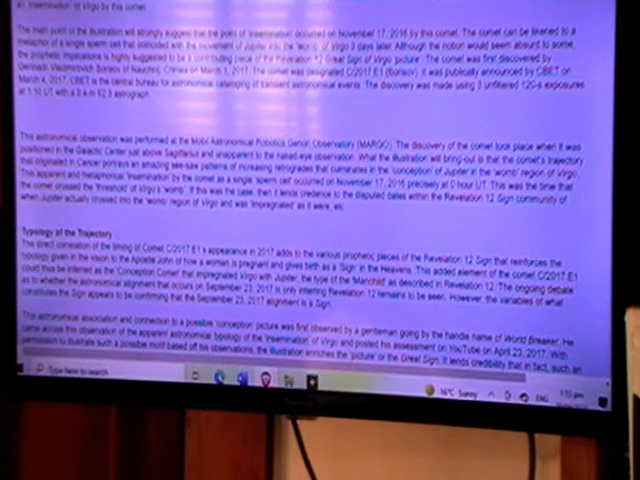 an 'insemination' of Virgo by this comet.
The main point of the illustration will strongly suggest that the point of 'insemination' occurred on November 17, 2016 by this comet. The comet can be likened to a
metaphor of a single sperm cell that coincided with the movement of Jupiter into the 'womb' of Virgo 3 days later. Although the notion would seem absurd to some,
the prophetic implications is highly suggested to be a contributing piece of the Revelation 12 Great Sign of Virgo 'picture'. The comet was first discovered by
Gennadii Vladimirovich Borisov of Nauchnij, Crimea on March 1, 2017. The comet was designated C/2017 E1 (Borisov). It was publically announced by CBET on
March 4, 2017. CBET is the central bureau for astronomical cataloging of transient astronomical events. The discovery was made using 3 unfiltered 120-s exposures
at 1:10 UT with a 0.4-m f/2.3 astrograph.
This astronomical observation was performed at the Mobil Astronomical Robotics Genon Observatory (MARGO). The discovery of the comet took place when it was
positioned in the Galactic Center just above Sagittarius and unapparent to the naked-eye observation. What the illustration will bring-out is that the comet's trajectory
that originated in Cancer portrays an amazing see-saw patterns of increasing retrogrades that culminates in the 'conception' of Jupiter in the 'womb' region of Virgo.
This apparent and metaphorical 'insemination' by the comet as a single 'sperm cell' occurred on November 17, 2016 precisely at 0 hour UT. This was the time that
the comet crossed the 'threshold' of Virgo's 'womb'. If this was the case, then it lends credence to the disputed dates within the Revelation 12 Sign community of
when Jupiter actually crossed into the 'womb' region of Virgo and was 'impregnated' as it were, etc.
Typology of the Trajectory
The direct correlation of the timing of Comet C/2017 E1's appearance in 2017 adds to the various prophetic pieces of the Revelation 12 Sign that reinforces the
typology given in the vision to the Apostle John of how a woman is pregnant and gives birth as a 'Sign in the Heavens'. This added element of the comet C/2017 E1
could thus be inferred as the 'Conception Comet' that impregnated Virgo with Jupiter, the type of the 'Manchild' as described in Revelation 12. The ongoing debate
as to whether the astronomical alignment that occurs on September 23, 2017 is only inferring Revelation 12 remains to be seen. However, the variables of what
constitutes the Sign appears to be confirming that the September 23, 2017 alignment is a Sign.
This astronomical association and connection to a possible 'conception' picture was first observed by a gentleman going by the handle name of World Breaker. He
came across this observation of the apparent astronomical typology of the 'insemination' of Virgo and posted his assessment on YouTube on April 23, 2017. With
permission to illustrate such a possible motif based off his observations, the illustration enriches the 'picture' or the Great Sign. It lends credibility that in fact, such an
Type here to search
16°C Sunny
ENG
1:53 pm